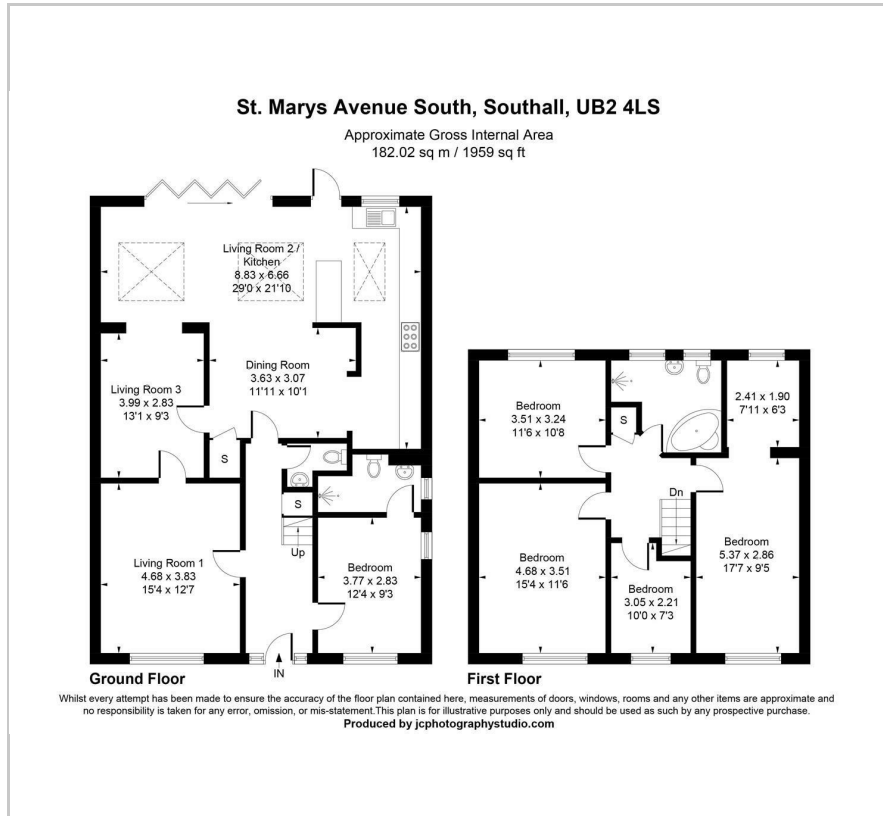 St. Marys Avenue South, Southall, UB2 4LS
Approximate Gross Internal Area
182.02 sq m / 1959 sq ft
Living Room 2 /
Kitchen
8.83 x 6.66
29'0 x 21'10
Dining Room
3.63 x 3.07
11'11 x 10'1
Living Room 3
3.99 x 2.83
13'1 x 9'3
S
S
Up
Living Room 1
4.68 x 3.83
15'4 x 12'7
Bedroom
3.77 x 2.83
12'4 x 9'3
IN
Ground Floor
Bedroom
3.51 x 3.24
11'6 x 10'8
S
2.41 x 1.90
7'11 x 6'3
Dn
Bedroom
4.68 x 3.51
15'4 x 11'6
Bedroom
3.05 x 2.21
10'0 x 7'3
Bedroom
5.37 x 2.86
17'7 x 9'5
First Floor
Whilst every attempt has been made to ensure the accuracy of the floor plan contained here, measurements of doors, windows, rooms and any other items are approximate and
no responsibility is taken for any error, omission, or mis-statement.This plan is for illustrative purposes only and should be used as such by any prospective purchase.
Produced by jcphotographystudio.com